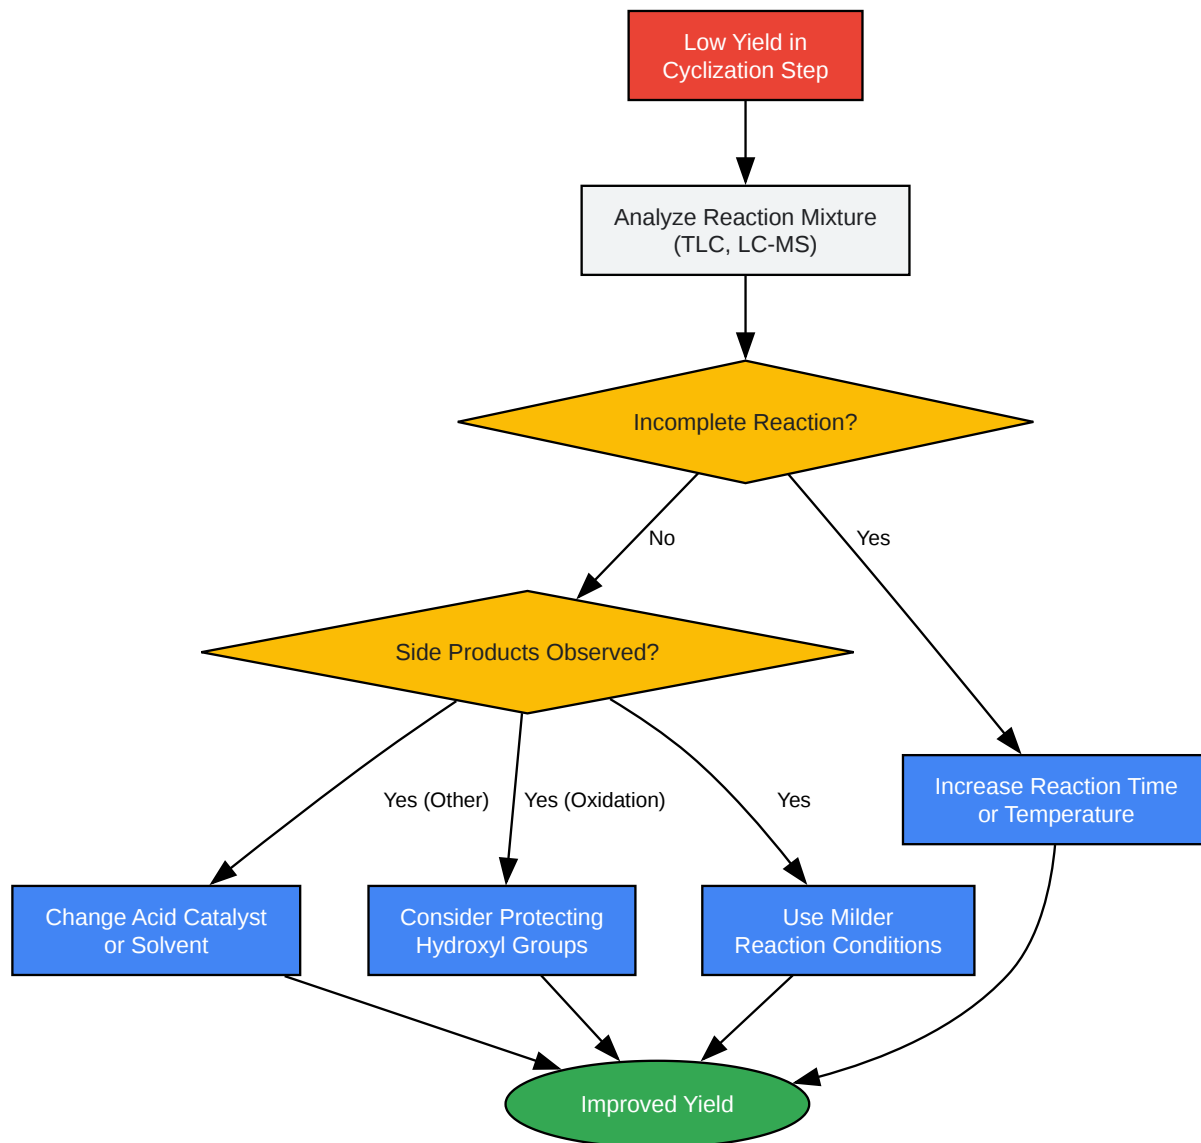 Low Yield in
Cyclization Step
Analyze Reaction Mixture
(TLC, LC-MS)
Incomplete Reaction?
No
Yes
Side Products Observed?
Yes (Other)
Yes (Oxidation)
Yes
Increase Reaction Time
or Temperature
Change Acid Catalyst
or Solvent
Consider Protecting
Hydroxyl Groups
Use Milder
Reaction Conditions
Improved Yield